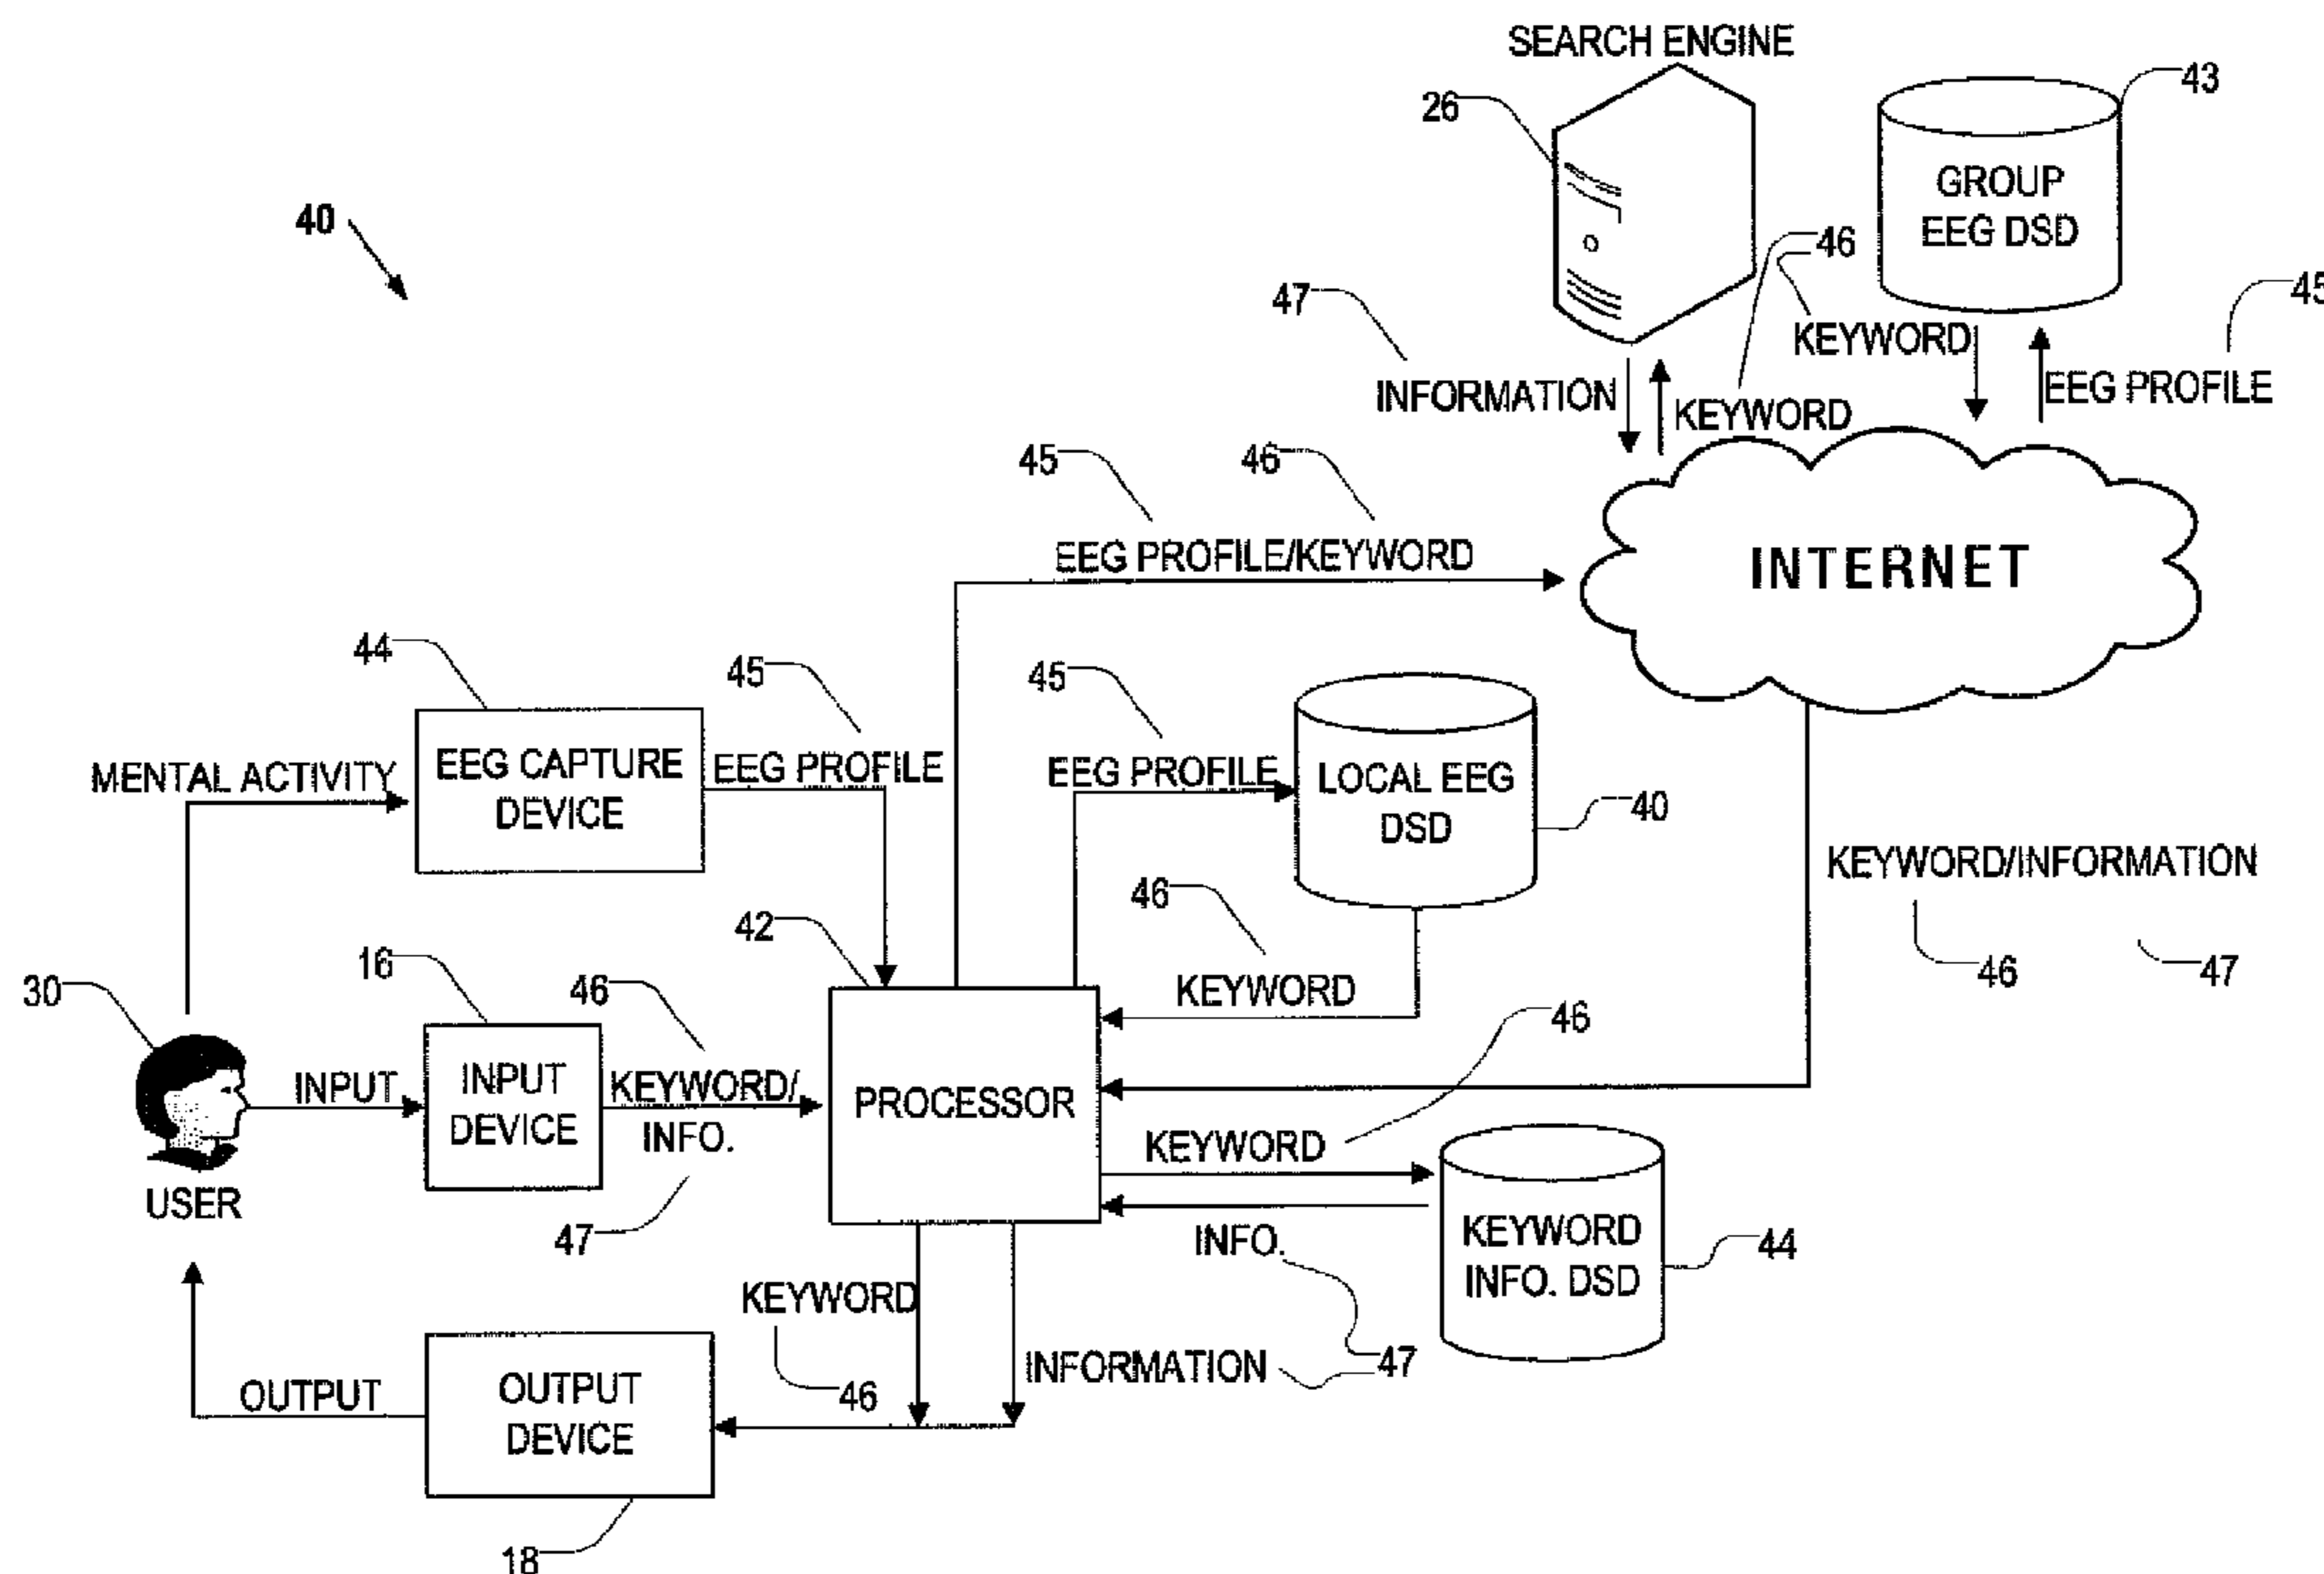 SEARCH ENGINE
26
43
GROUP
EEG DSD
40
46
47
KEYWORD
45
INFORMATION
KEYWORD
EEG PROFILE
45
46
EEG PROFILE/KEYWORD
INTERNET
44
45
45
MENTAL ACTIVITY
EEG CAPTURE
DEVICE
EEG PROFILE
EEG PROFILE
LOCAL EEG
DSD
40
KEYWORD/INFORMATION
46
42
46
47
30
16
46
KEYWORD
46
INPUT
INPUT
DEVICE
KEYWORD/
INFO.
PROCESSOR
KEYWORD
USER
47
INFO.
KEYWORD
INFO. DSD
44
KEYWORD
46
INFORMATION
47
OUTPUT
OUTPUT
DEVICE
18